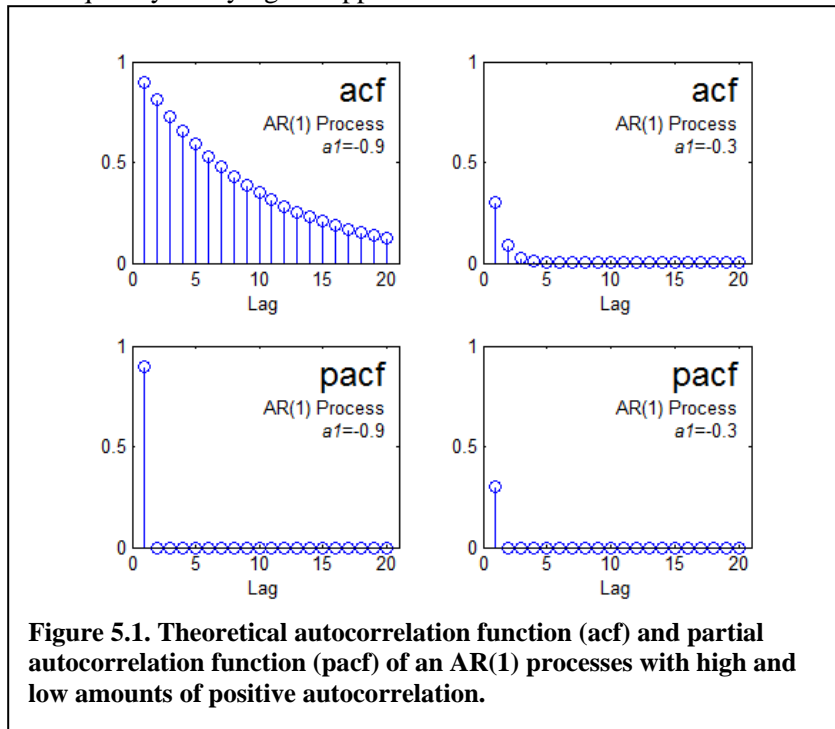 1
acf
AR(1) Process
a1=-0.9
0.5
0
0 5 10 15 20
Lag
1
acf
AR(1) Process
a1=-0.3
0.5
0
0 5 10 15 20
Lag
1
pacf
AR(1) Process
a1=-0.9
0.5
0
0 5 10 15 20
Lag
1
pacf
AR(1) Process
a1=-0.3
0.5
0
0 5 10 15 20
Lag
Figure 5.1. Theoretical autocorrelation function (acf) and partial
autocorrelation function (pacf) of an AR(1) processes with high and
low amounts of positive autocorrelation.